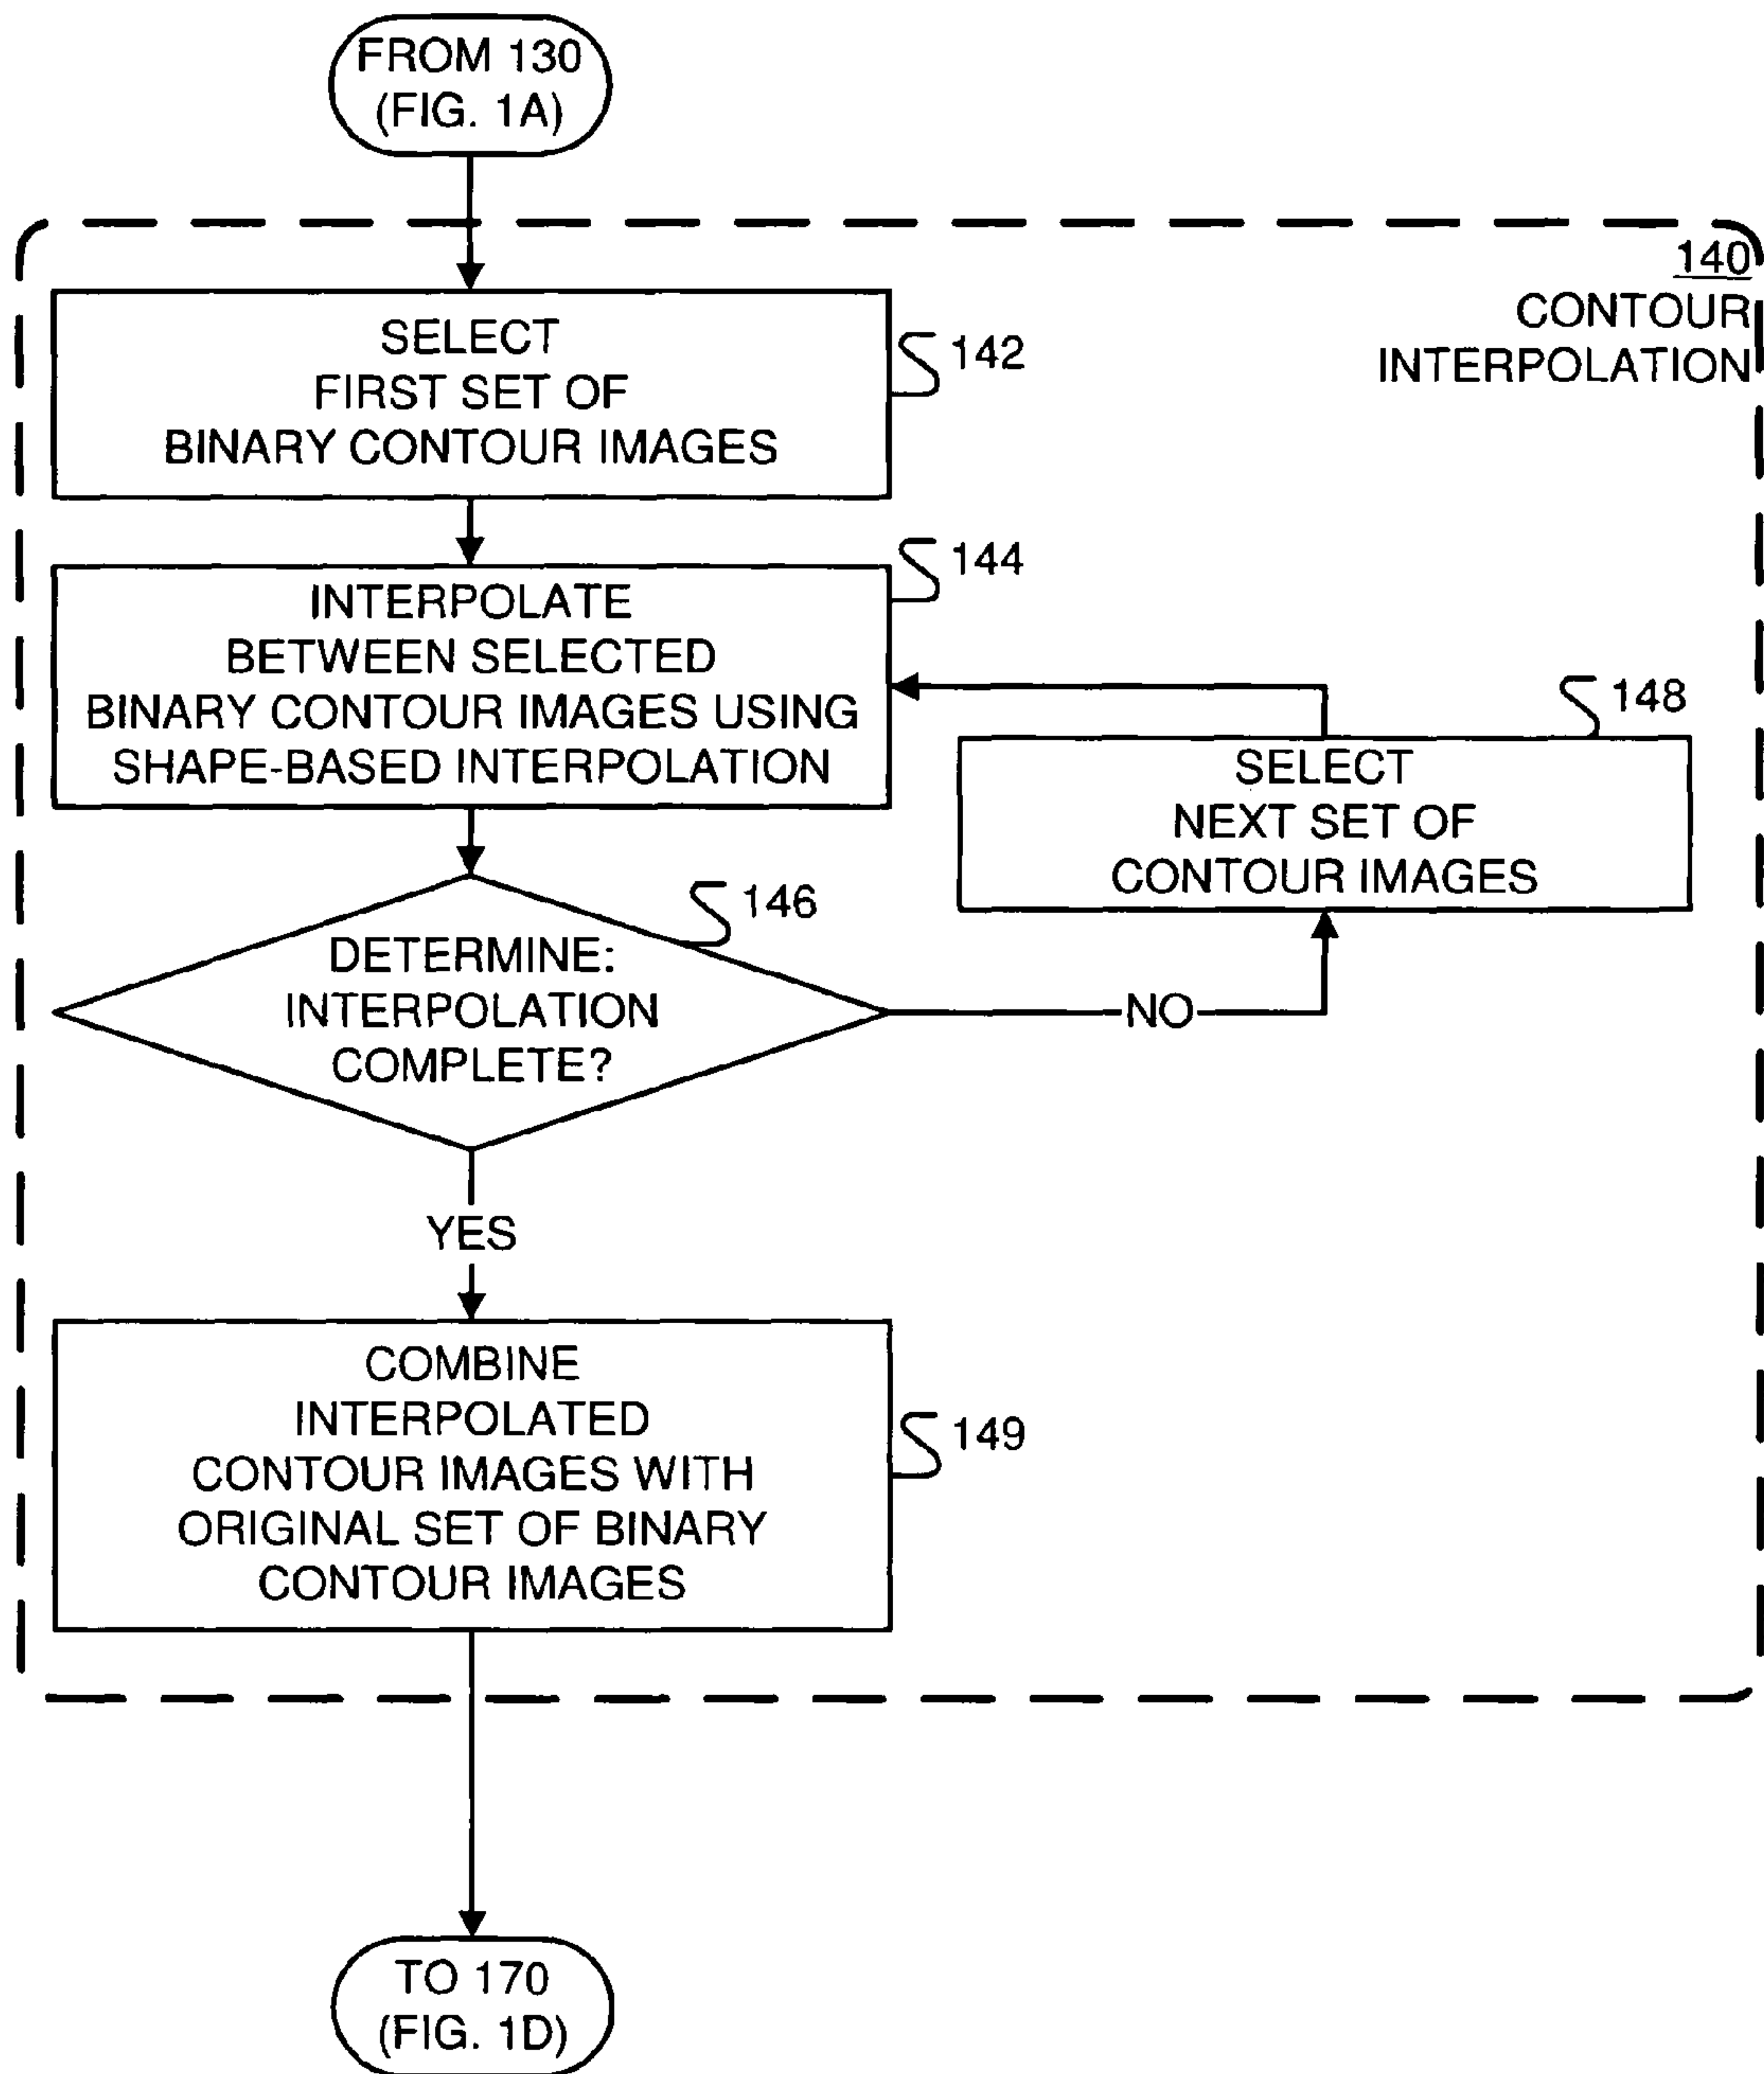 FROM 130
(FIG. 1A)
140
CONTOUR
INTERPOLATION
SELECT
FIRST SET OF
BINARY CONTOUR IMAGES
142
INTERPOLATE
BETWEEN SELECTED
BINARY CONTOUR IMAGES USING
SHAPE-BASED INTERPOLATION
144
148
SELECT
NEXT SET OF
CONTOUR IMAGES
146
DETERMINE:
INTERPOLATION
COMPLETE?
NO
YES
COMBINE
INTERPOLATED
CONTOUR IMAGES WITH
ORIGINAL SET OF BINARY
CONTOUR IMAGES
149
TO 170
(FIG. 1D)